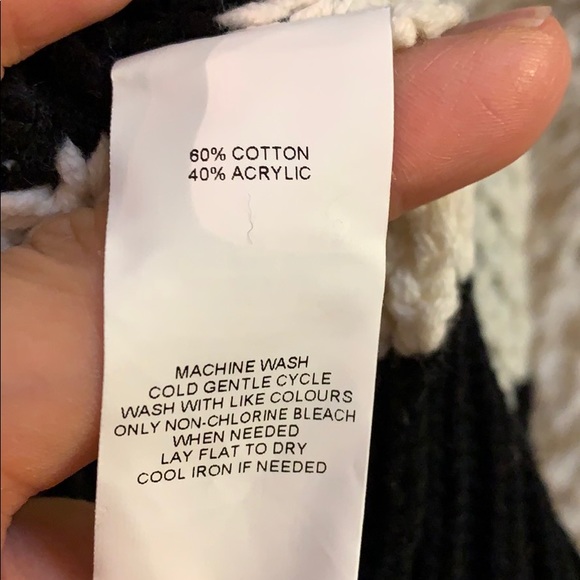 60% COTTON
40% ACRYLIC
MACHINE WASH
COLD GENTLE CYCLE
WASH WITH LIKE COLOURS
ONLY NON-CHLORINE BLEACH
WHEN NEEDED
LAY FLAT TO DRY
COOL IRON IF NEEDED